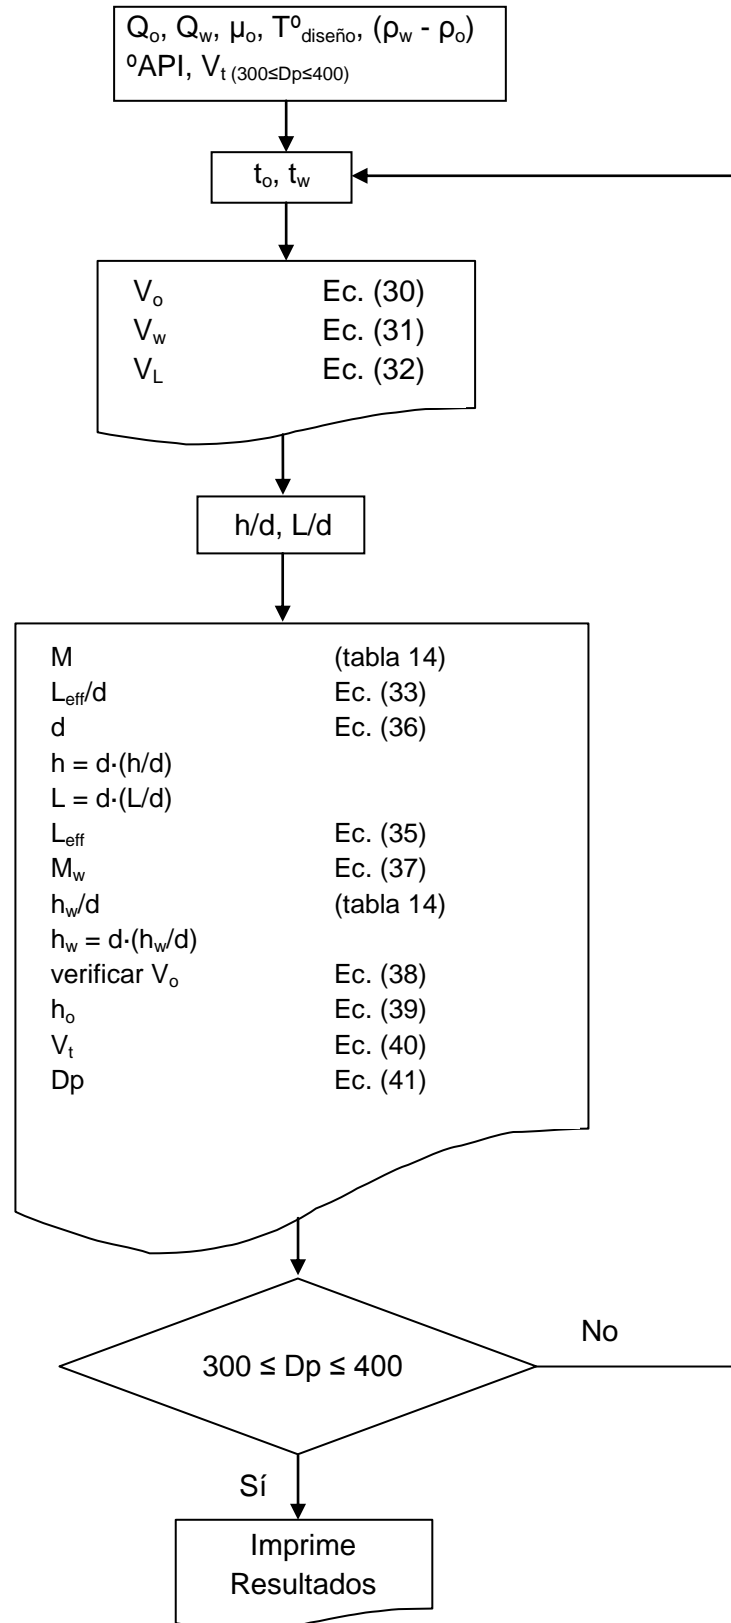 Qo, Qw, μo, Tºdiseño, (ρw - ρo)
ºAPI, Vt (300≤Dp≤400)
to, tw
Vo Ec. (30)
Vw Ec. (31)
VL Ec. (32)
h/d, L/d
M (tabla 14)
Leff/d Ec. (33)
d Ec. (36)
h = d·(h/d)
L = d·(L/d)
Leff Ec. (35)
Mw Ec. (37)
hw/d (tabla 14)
hw = d·(hw/d)
verificar Vo Ec. (38)
ho Ec. (39)
Vt Ec. (40)
Dp Ec. (41)
300 ≤ Dp ≤ 400
No
Sí
Imprime
Resultados